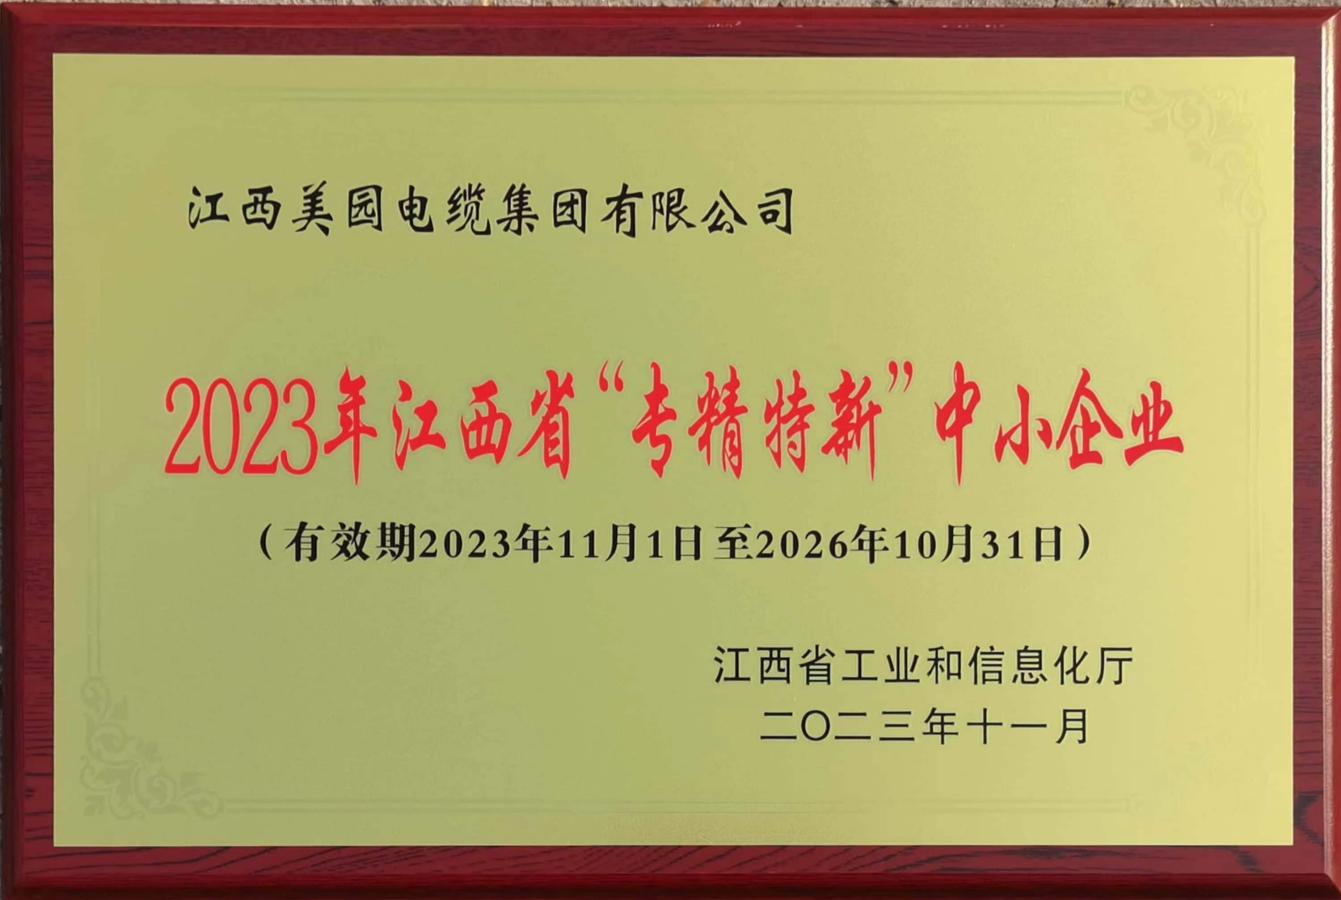 江西美园电缆集团有限公司
2023年江西省“专精特新”中小企业
（有效期2023年11月1日至2026年10月31日）
江西省工业和信息化厅
二〇二三年十一月